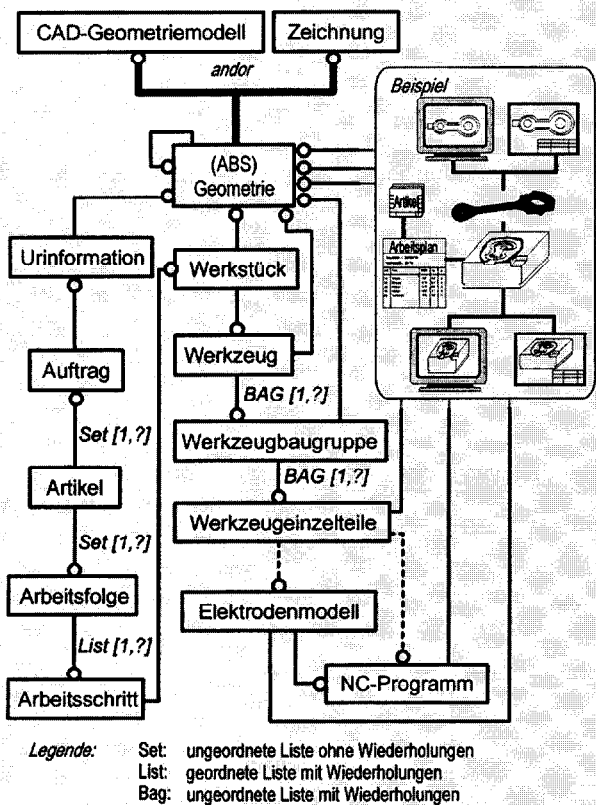 CAD-Geometriemodell
Zeichnung
andor
Beispiel
(ABS)
Geometrie
Artikel
Arbeitsplan
Urinformation
Werkstück
Auftrag
Werkzeug
BAG [1,?]
Set [1,?]
Werkzeugbaugruppe
BAG [1,?]
Artikel
Werkzeugeinzelteile
Set [1,?]
Arbeitsfolge
Elektrodenmodell
List [1,?]
Arbeitsschritt
NC-Programm
Legende: Set: ungeordnete Liste ohne Wiederholungen
List: geordnete Liste mit Wiederholungen
Bag: ungeordnete Liste mit Wiederholungen